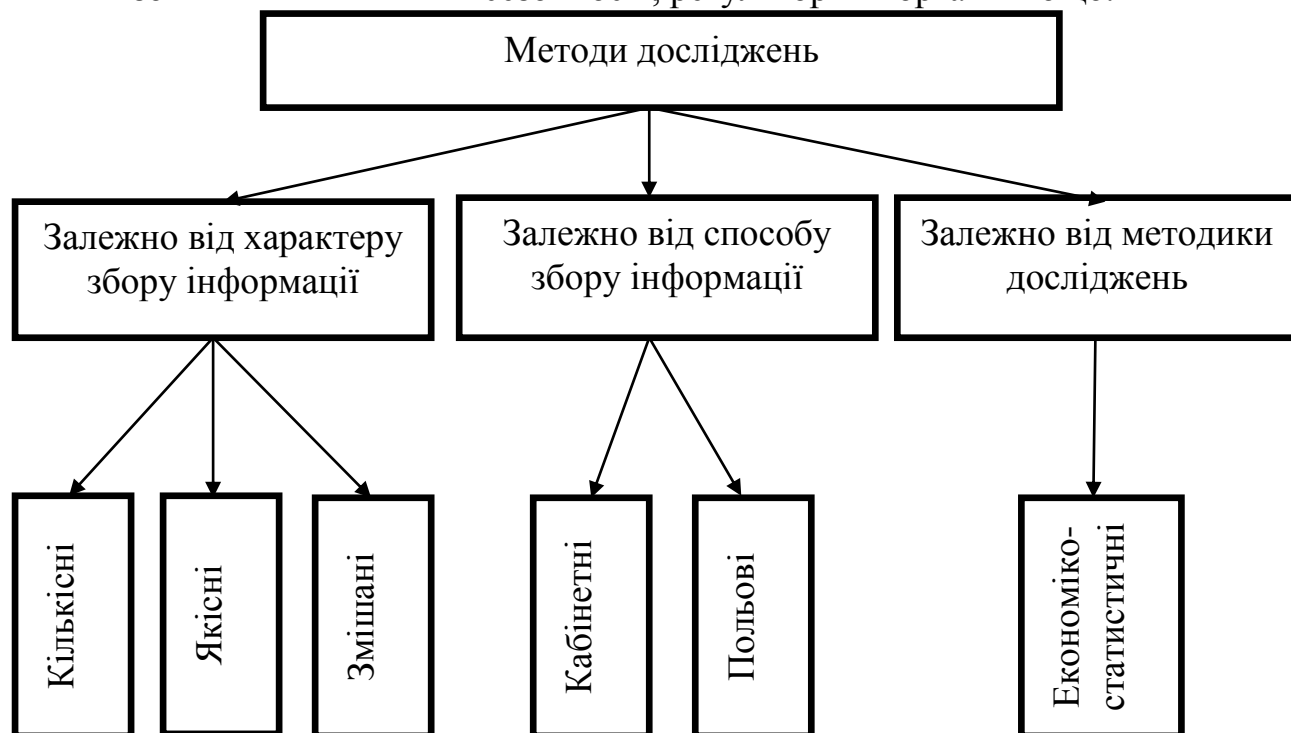 Методи досліджень
Залежно від характеру
збору інформації
Залежно від способу
збору інформації
Залежно від методики
досліджень
Кількісні
Якісні
Змішані
Кабінетні
Польові
Економіко-
статистичні